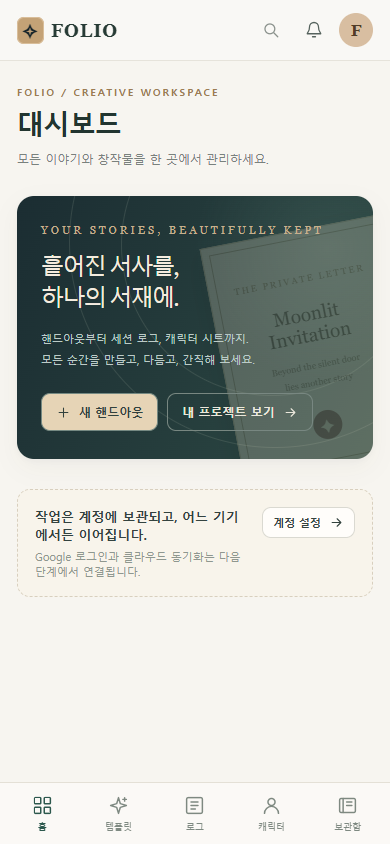 FOLIO
F
FOLIO / CREATIVE WORKSPACE
대시보드
모든 이야기와 창작물을 한 곳에서 관리하세요.
YOUR STORIES, BEAUTIFULLY KEPT
흩어진 서사를,
하나의 서재에.
THE PRIVATE LETTER
Moonlit
Invitation
Beyond the silent door
lies another story
핸드아웃부터 세션 로그, 캐릭터 시트까지.
모든 순간을 만들고, 다듬고, 간직해 보세요.
+ 새 핸드아웃
내 프로젝트 보기 →
작업은 계정에 보관되고, 어느 기기
에서든 이어집니다.
Google 로그인과 클라우드 동기화는 다음
단계에서 연결됩니다.
계정 설정 →
홈
템플릿
로그
캐릭터
보관함